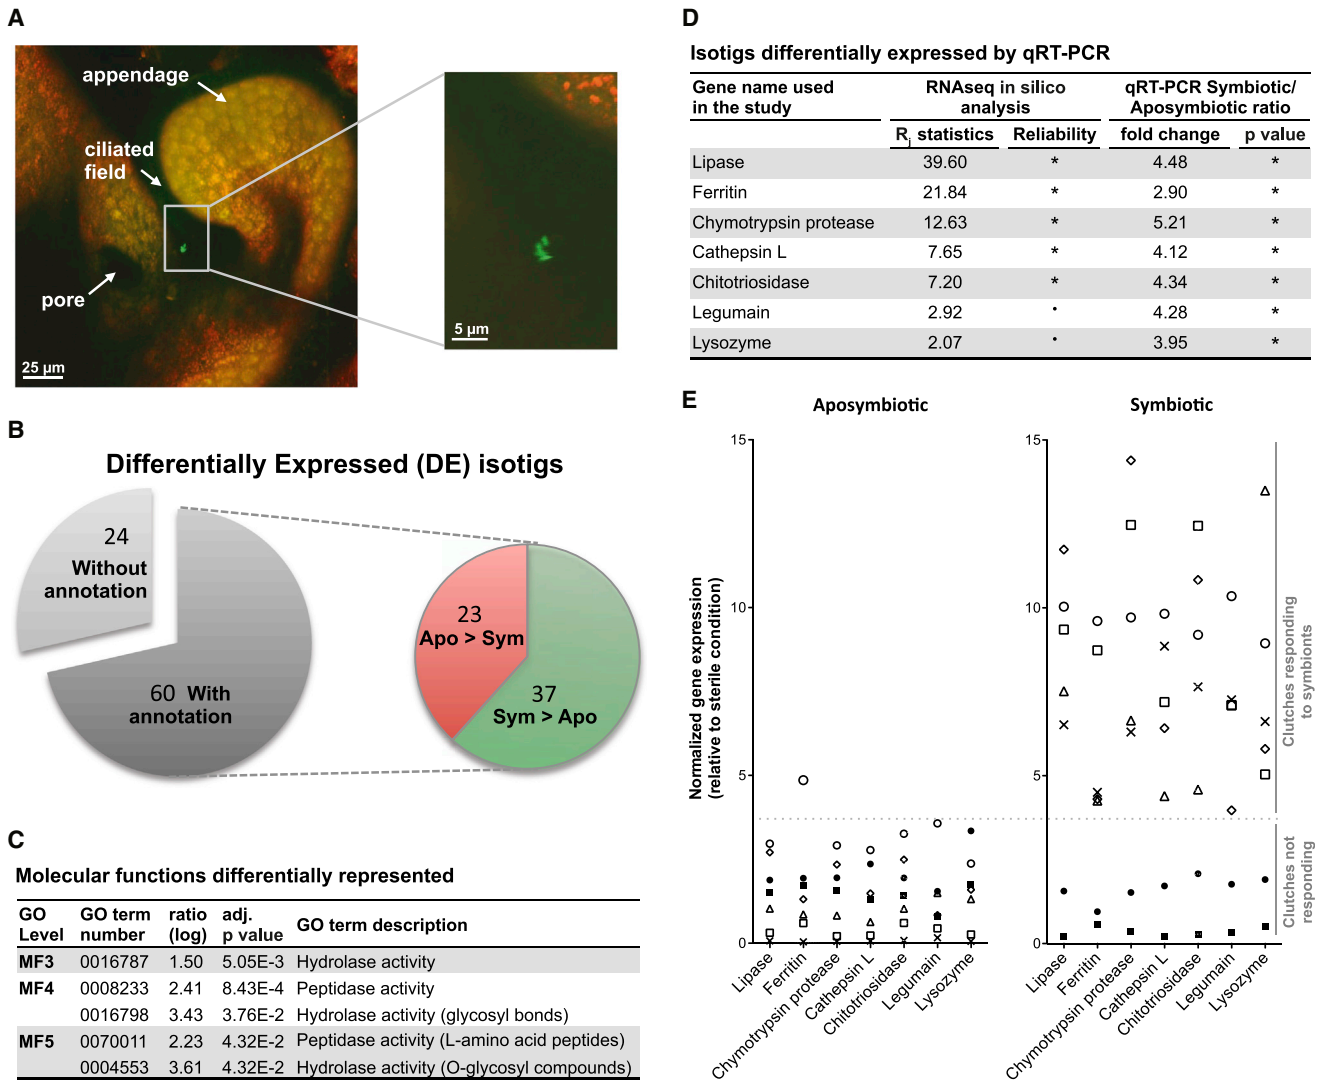 A
appendage
ciliated
field
pore
25 µm
5 µm
B
Differentially Expressed (DE) isotigs
24
Without
annotation
60 With
annotation
23
Apo > Sym
37
Sym > Apo
C
Molecular functions differentially represented
GO Level GO term number ratio (log) adj. p value GO term description
MF3 0016787 1.50 5.05E-3 Hydrolase activity
MF4 0008233 2.41 8.43E-4 Peptidase activity
0016798 3.43 3.76E-2 Hydrolase activity (glycosyl bonds)
MF5 0070011 2.23 4.32E-2 Peptidase activity (L-amino acid peptides)
0004553 3.61 4.32E-2 Hydrolase activity (O-glycosyl compounds)
D
Isotigs differentially expressed by qRT-PCR
Gene name used in the study RNAseq in silico analysis qRT-PCR Symbiotic/ Aposymbiotic ratio
Rj statistics Reliability fold change p value
Lipase 39.60 * 4.48 *
Ferritin 21.84 * 2.90 *
Chymotrypsin protease 12.63 * 5.21 *
Cathepsin L 7.65 * 4.12 *
Chitotriosidase 7.20 * 4.34 *
Legumain 2.92 • 4.28 *
Lysozyme 2.07 • 3.95 *
E
Aposymbiotic
Symbiotic
Normalized gene expression
(relative to sterile condition)
15
10
5
0
15
10
5
0
Lipase
Ferritin
Chymotrypsin protease
Cathepsin L
Chitotriosidase
Legumain
Lysozyme
Lipase
Ferritin
Chymotrypsin protease
Cathepsin L
Chitotriosidase
Legumain
Lysozyme
Clutches responding
to symbionts
Clutches not
responding